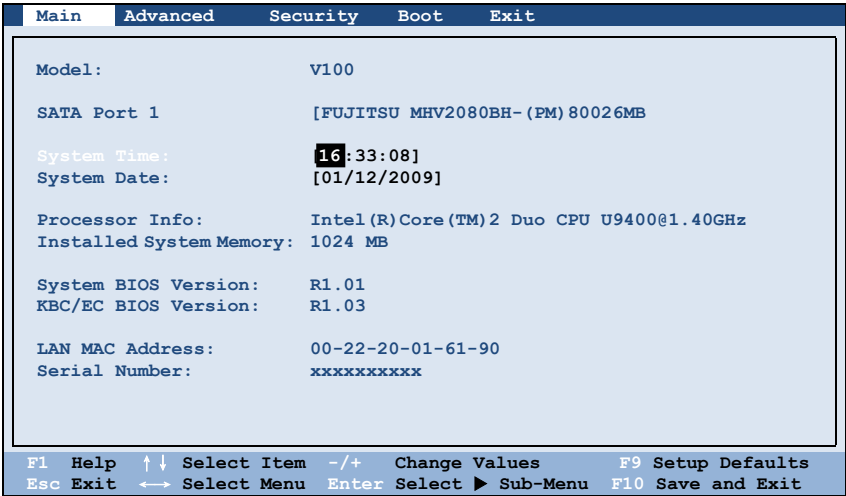 Main Advanced Security Boot Exit
Model: V100
SATA Port 1 [FUJITSU MHV2080BH-(PM)80026MB
System Time: [16:33:08]
System Date: [01/12/2009]
Processor Info: Intel(R)Core(TM)2 Duo CPU U9400@1.40GHz
Installed System Memory: 1024 MB
System BIOS Version: R1.01
KBC/EC BIOS Version: R1.03
LAN MAC Address: 00-22-20-01-61-90
Serial Number: xxxxxxxxxx
F1 Help ↑↓ Select Item -/+ Change Values F9 Setup Defaults
Esc Exit ←→ Select Menu Enter Select ▶ Sub-Menu F10 Save and Exit